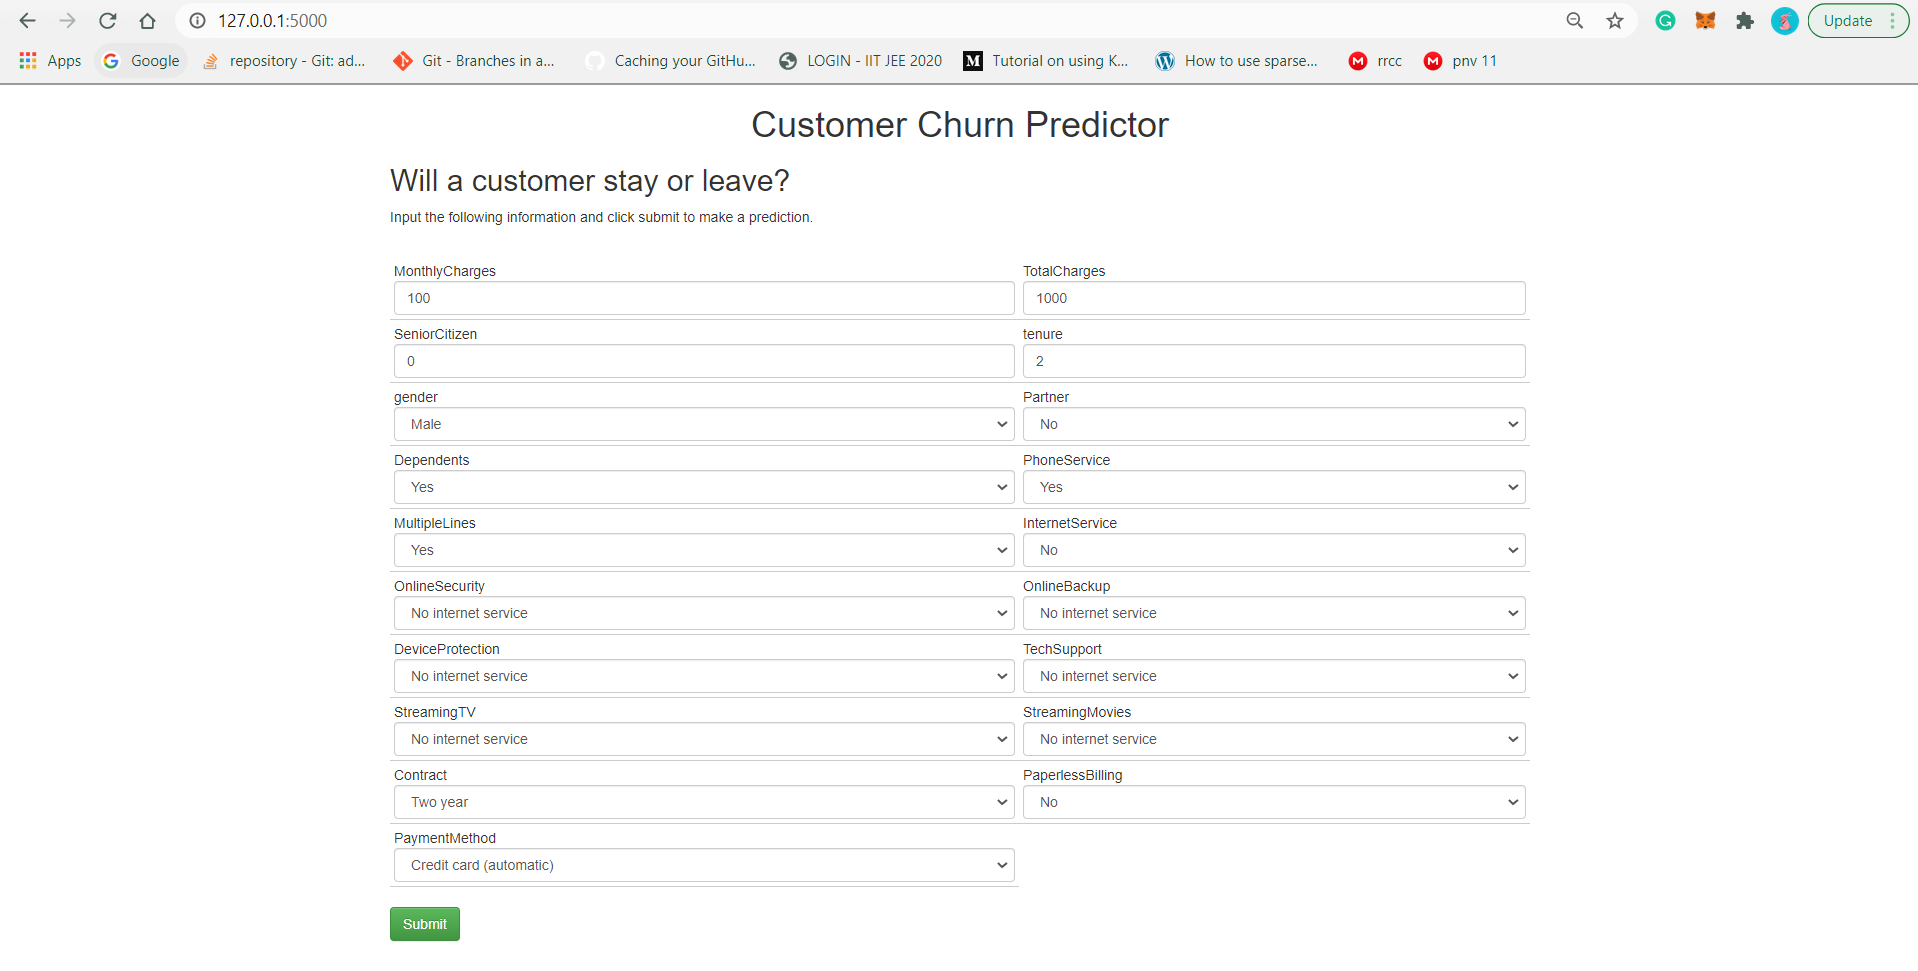 127.0.0.1:5000
Update
Apps
Google
repository - Git: ad...
Git - Branches in a...
Caching your GitHu...
LOGIN - IIT JEE 2020
M
Tutorial on using K...
How to use sparse...
M
rrcc
M
pnv 11
Customer Churn Predictor
Will a customer stay or leave?
Input the following information and click submit to make a prediction.
MonthlyCharges
TotalCharges
100
1000
SeniorCitizen
tenure
0
2
gender
Partner
Male
No
Dependents
PhoneService
Yes
Yes
MultipleLines
InternetService
Yes
No
OnlineSecurity
OnlineBackup
No internet service
No internet service
DeviceProtection
TechSupport
No internet service
No internet service
StreamingTV
StreamingMovies
No internet service
No internet service
Contract
PaperlessBilling
Two year
No
PaymentMethod
Credit card (automatic)
Submit